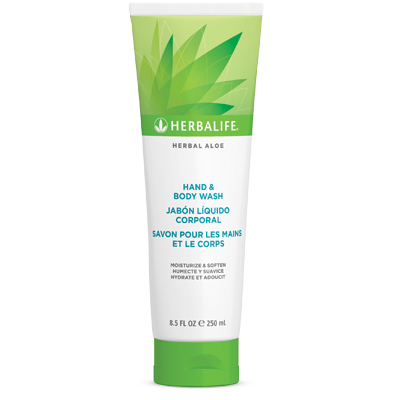 HERBALIFE.
HERBAL ALOE
HAND &
BODY WASH
JABÓN LÍQUIDO
CORPORAL
SAVON POUR LES MAINS
ET LE CORPS
MOISTURIZE & SOFTEN
HUMECTE Y SUAVICE
HYDRATE ET ADOUCIT
8.5 FL OZ ℮ 250 mL